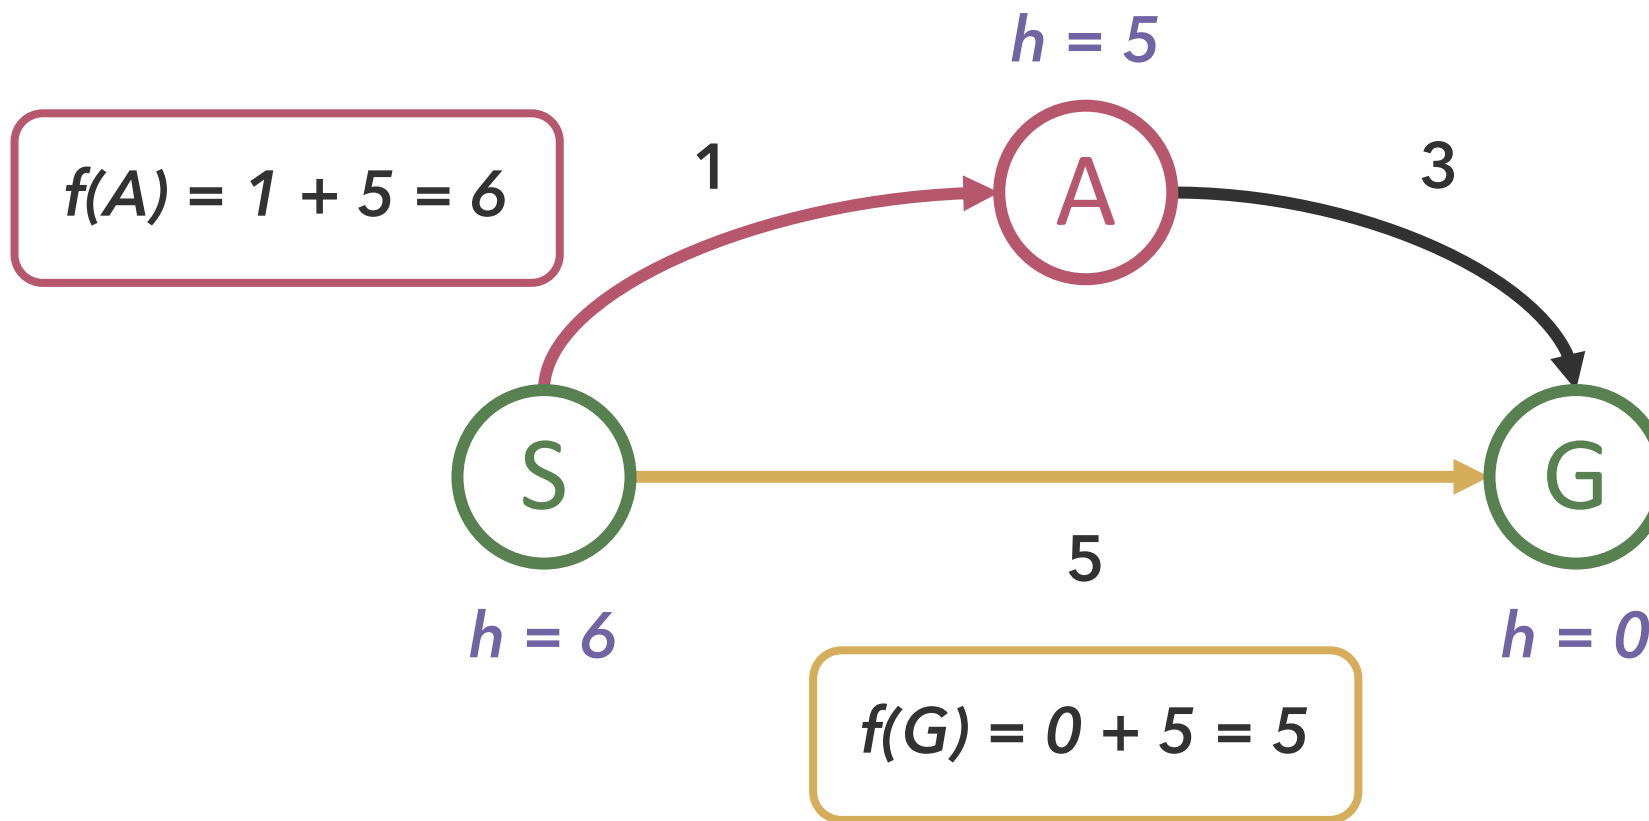 h = 5
1
3
f(A) = 1 + 5 = 6
A
S
G
5
h = 6
h = 0
f(G) = 0 + 5 = 5